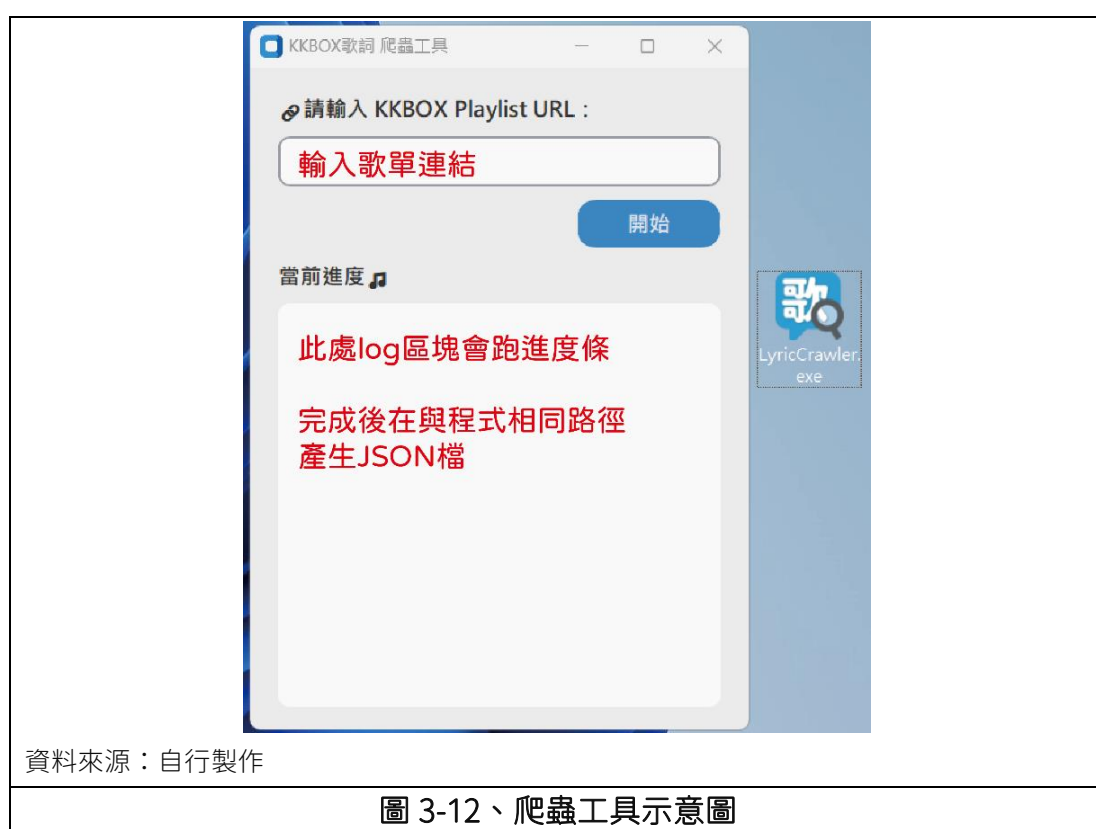 KKBOX歌詞 爬蟲工具
請輸入 KKBOX Playlist URL：
輸入歌單連結
開始
當前進度
此處log區塊會跑進度條
完成後在與程式相同路徑
產生JSON檔
歌
LyricCrawler.
exe
資料來源：自行製作
圖 3-12、爬蟲工具示意圖